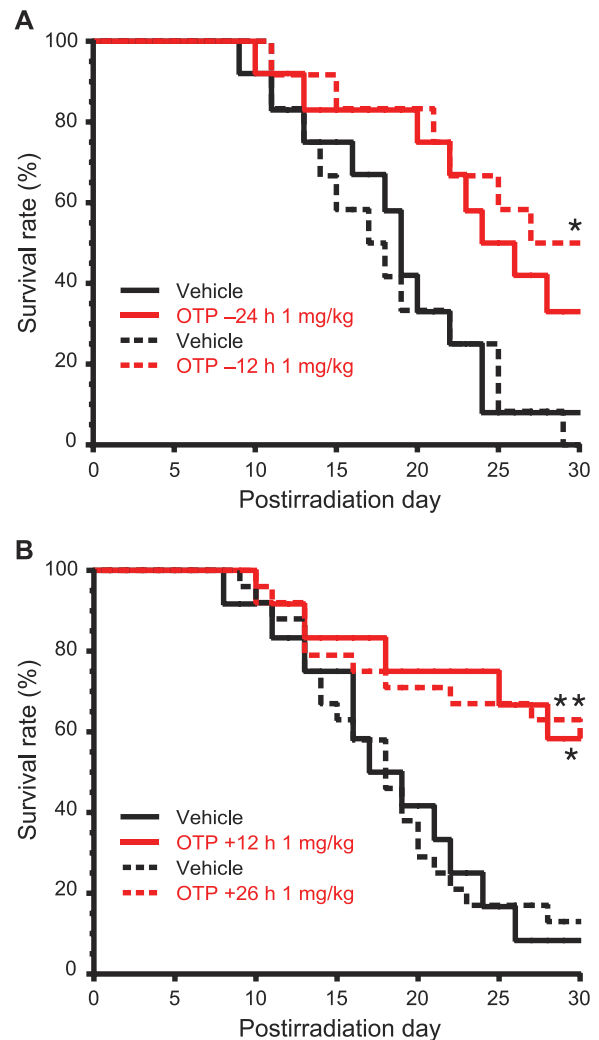 A
100
80
60
40
20
0
Survival rate (%)
*
Vehicle
OTP –24 h 1 mg/kg
Vehicle
OTP –12 h 1 mg/kg
0 5 10 15 20 25 30
Postirradiation day
B
100
80
60
40
20
0
Survival rate (%)
**
*
Vehicle
OTP +12 h 1 mg/kg
Vehicle
OTP +26 h 1 mg/kg
0 5 10 15 20 25 30
Postirradiation day